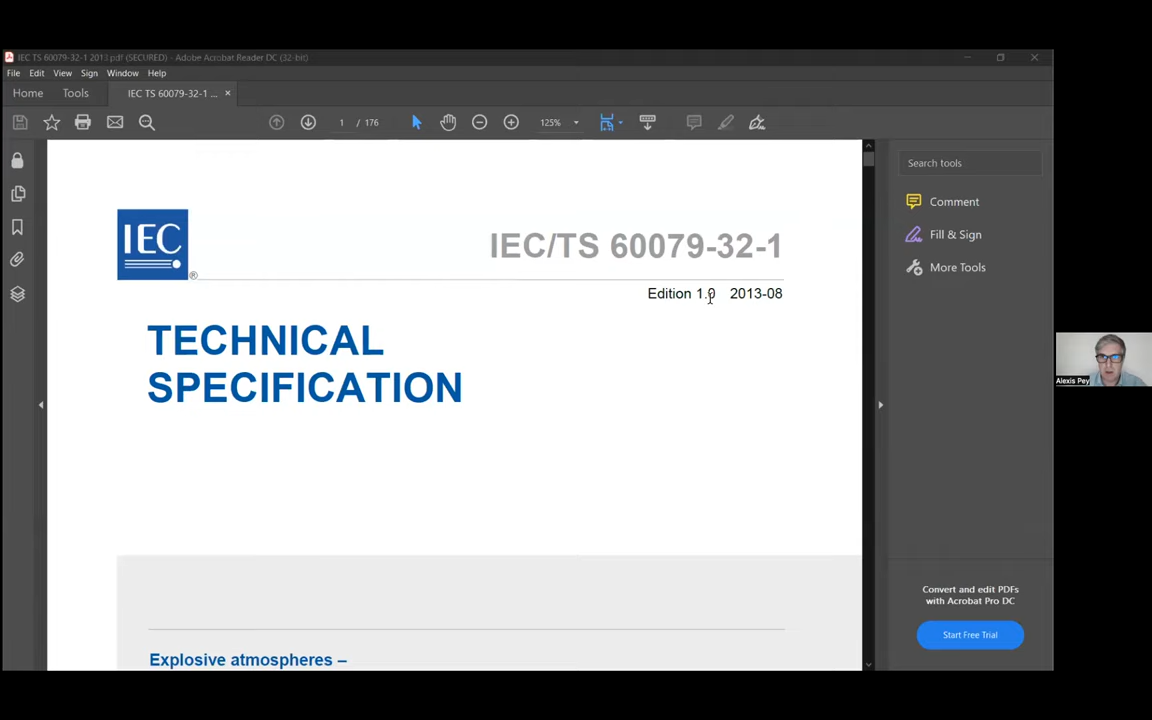 IEC TS 60079-32-1 2013.pdf (SECURED) - Adobe Acrobat Reader DC (32-bit)
File Edit View Sign Window Help
Home Tools IEC TS 60079-32-1 ... ×
1 / 176 125%
Search tools
Comment
Fill & Sign
More Tools
IEC ®
IEC/TS 60079-32-1
Edition 1.0 2013-08
TECHNICAL
SPECIFICATION
Explosive atmospheres –
Convert and edit PDFs
with Acrobat Pro DC
Start Free Trial
Alexis Pey